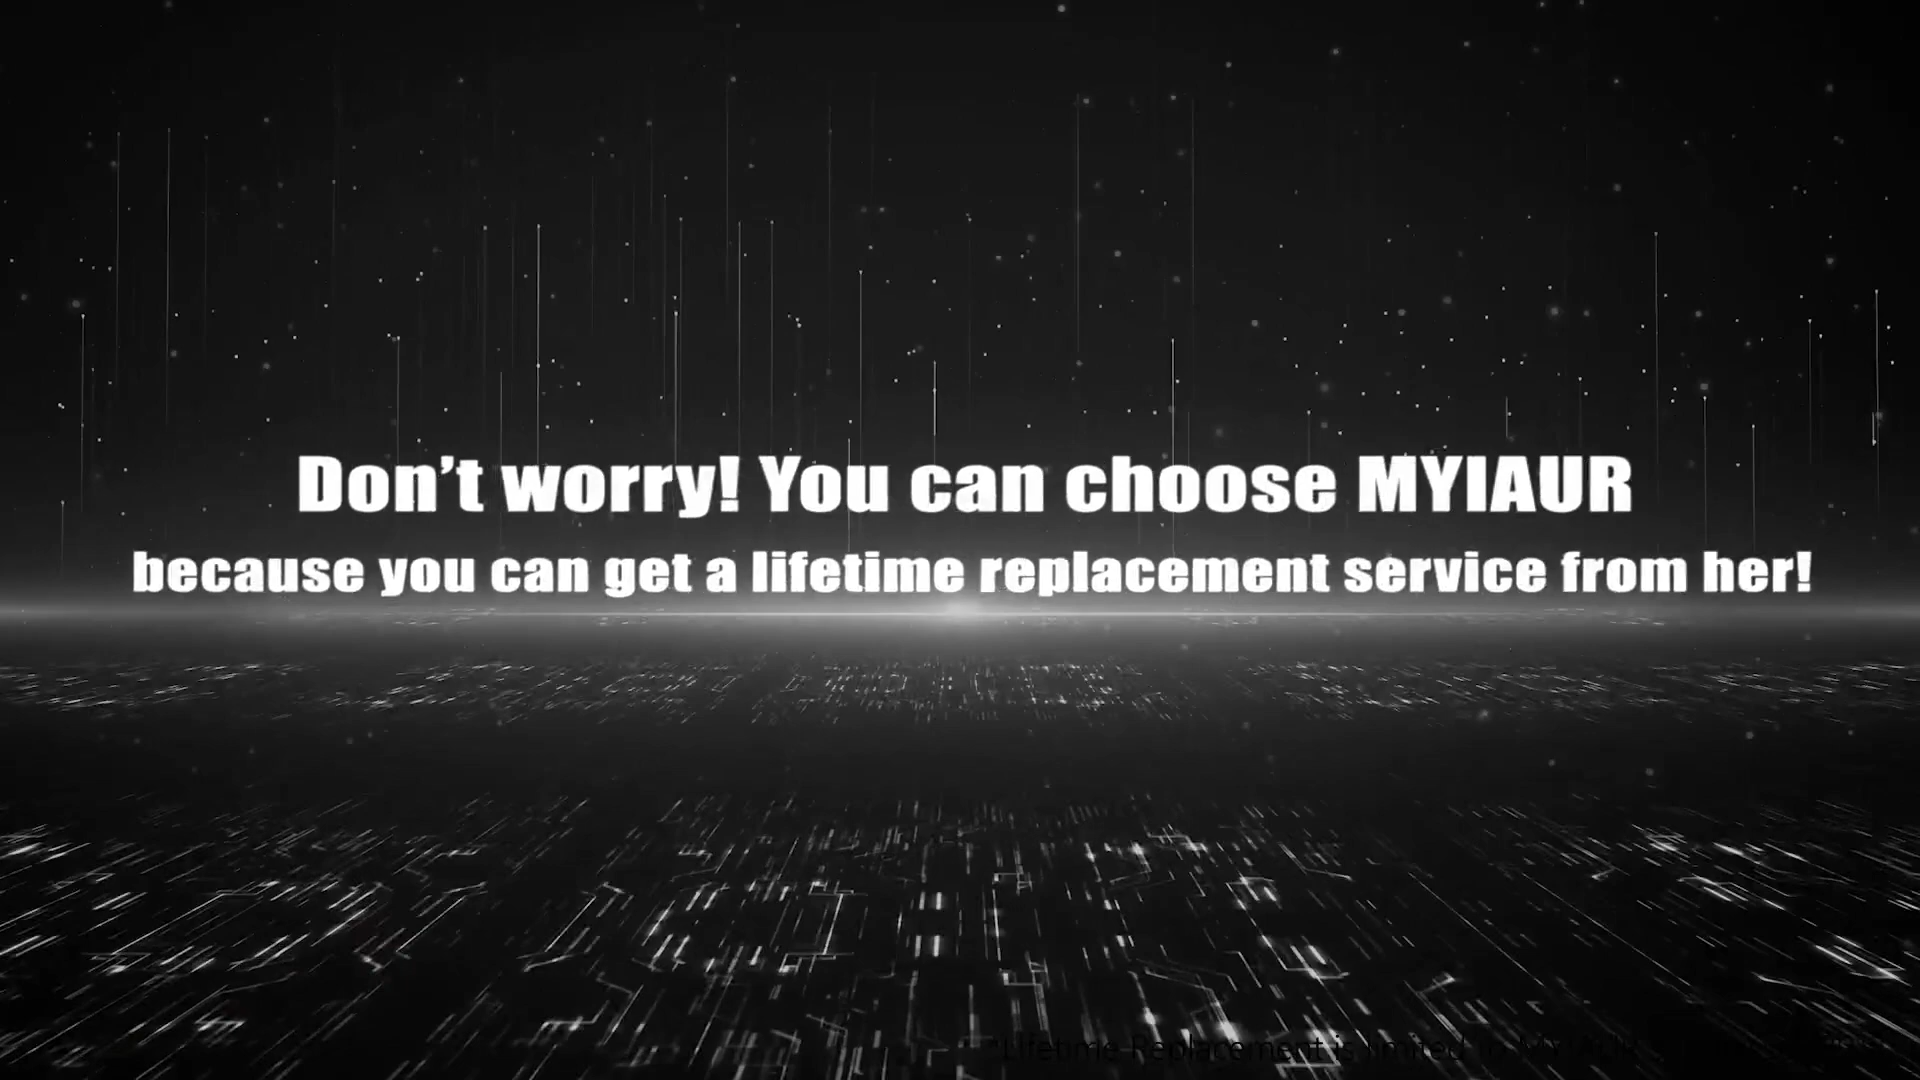 Don’t worry! You can choose MYIAUR
because you can get a lifetime replacement service from her!
*Lifetime Replacement is limited to